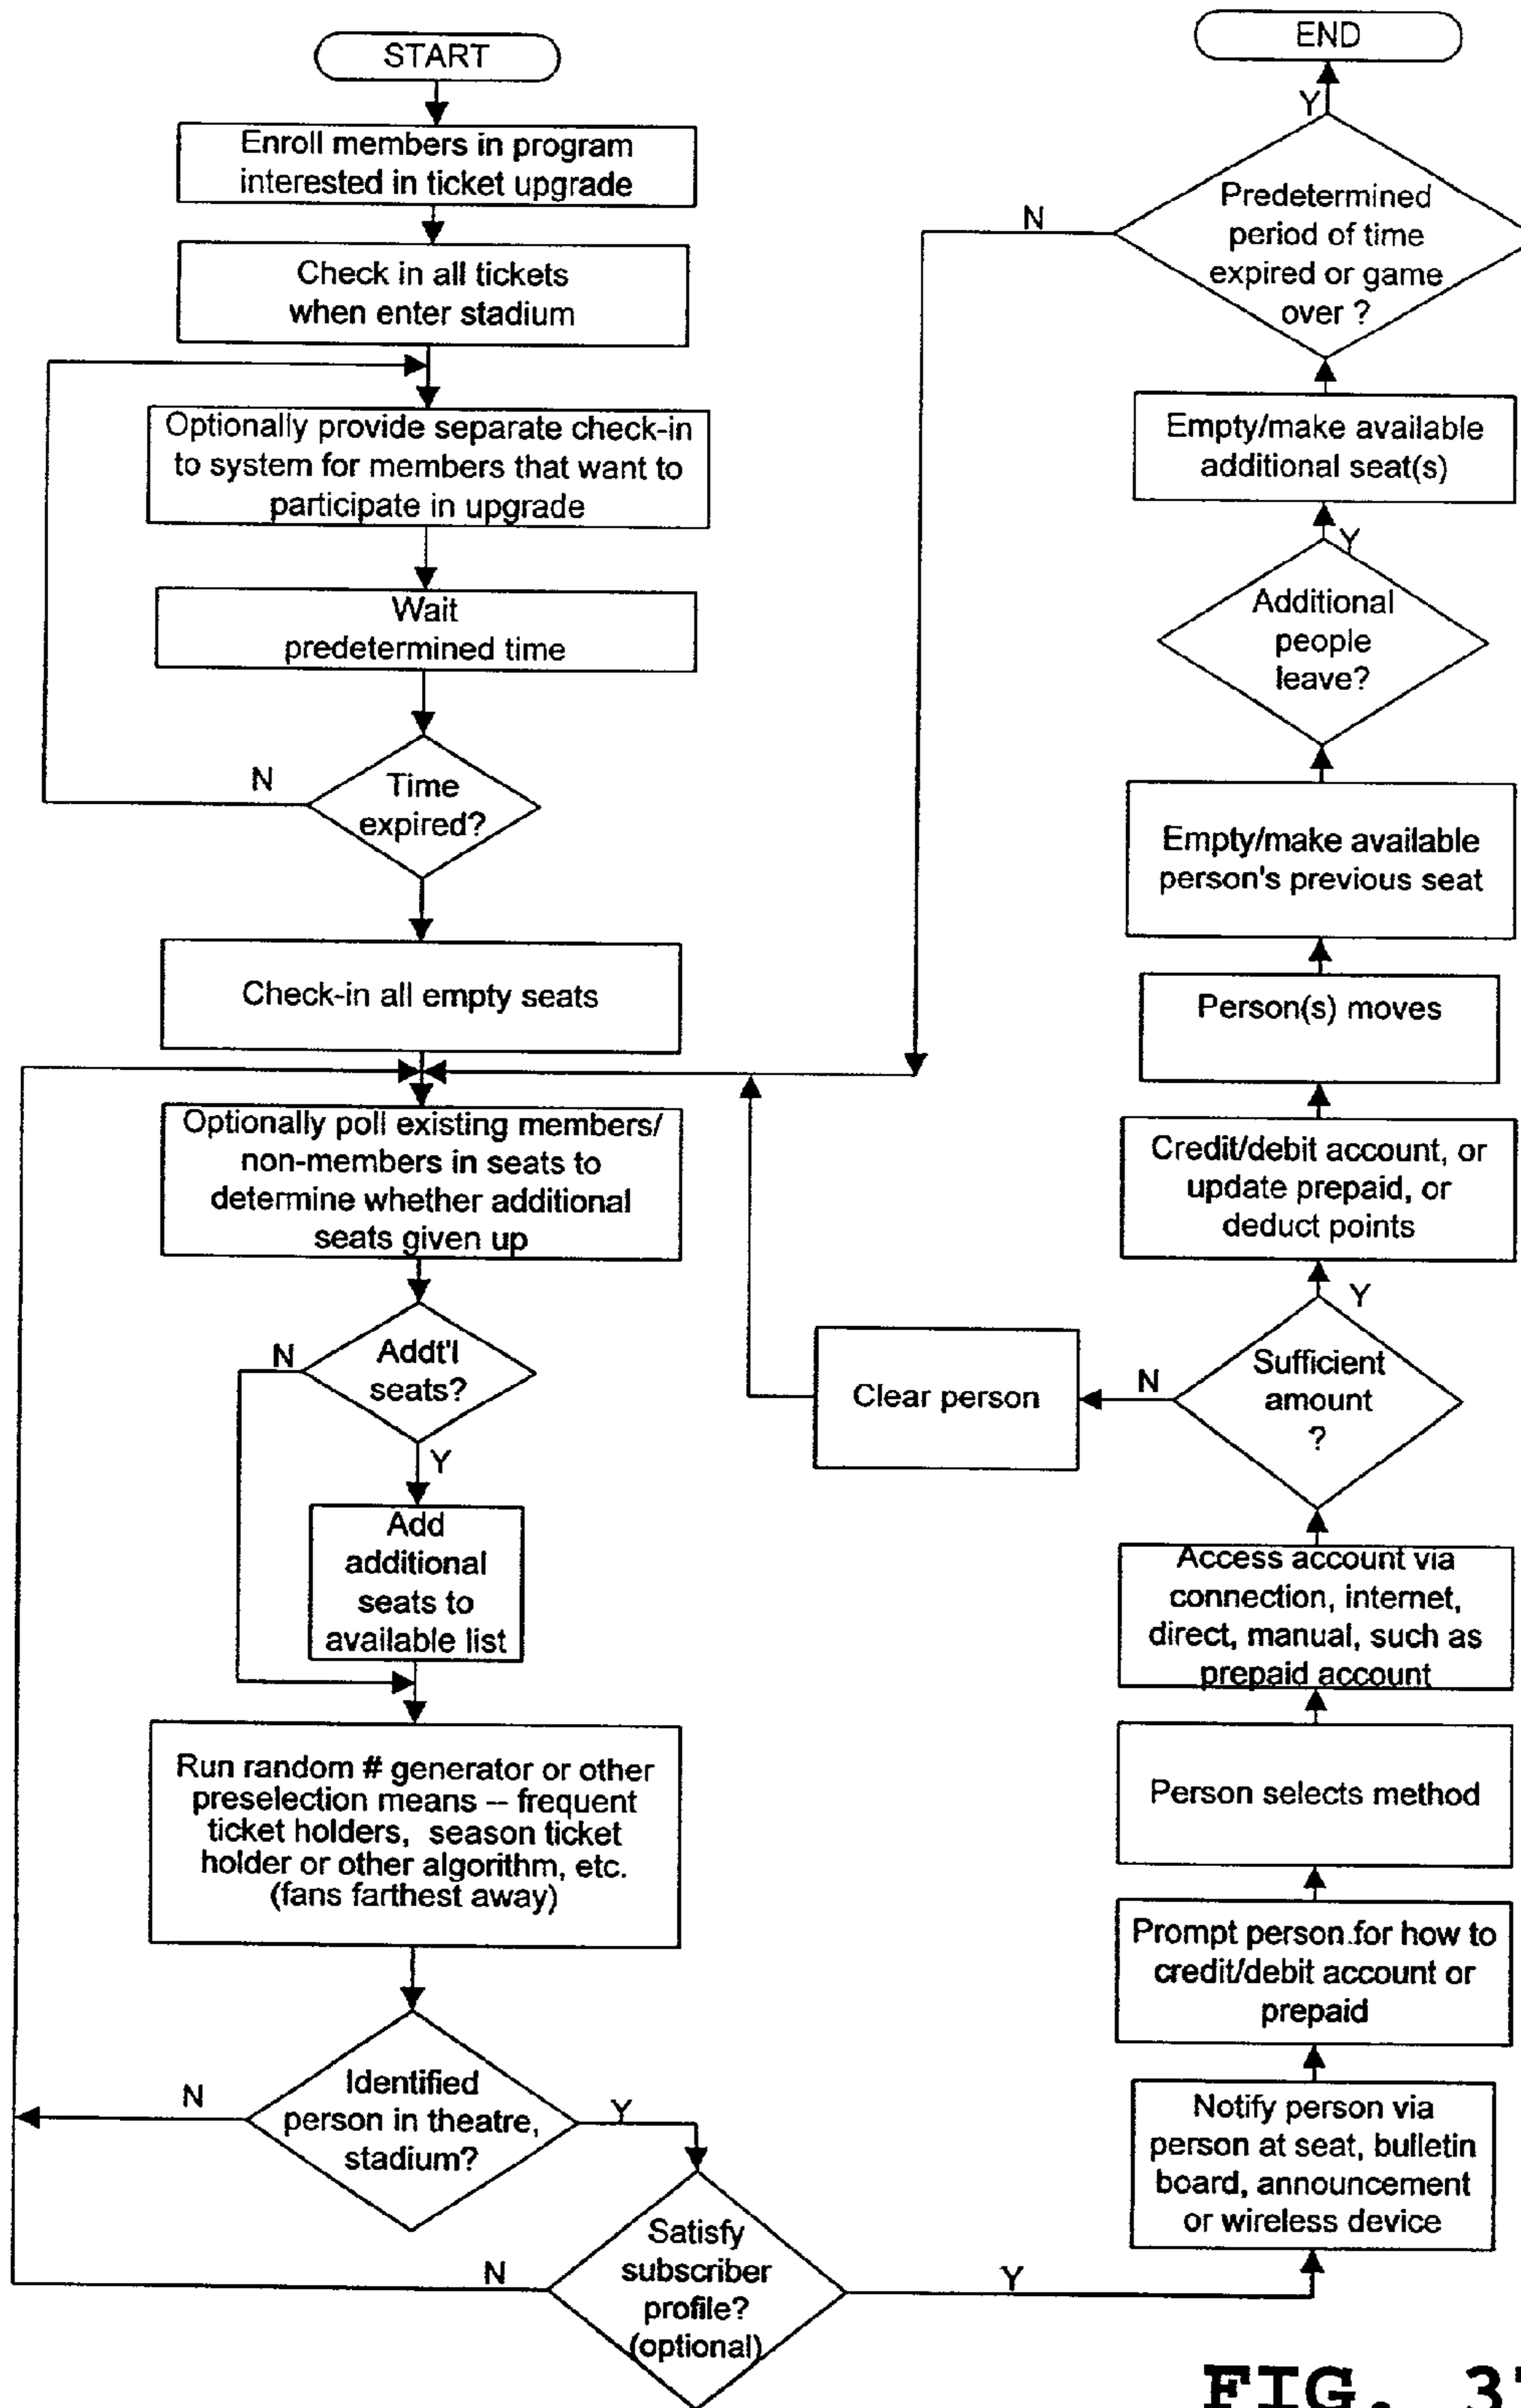 START
Enroll members in program
interested in ticket upgrade
Check in all tickets
when enter stadium
Optionally provide separate check-in
to system for members that want to
participate in upgrade
Wait
predetermined time
N
Time
expired?
Check-in all empty seats
Optionally poll existing members/
non-members in seats to
determine whether additional
seats given up
N
Addt'l
seats?
Y
Add
additional
seats to
available list
Run random # generator or other
preselection means -- frequent
ticket holders, season ticket
holder or other algorithm, etc.
(fans farthest away)
N
Identified
person in theatre,
stadium?
Y
N
Satisfy
subscriber
profile?
(optional)
Y
Notify person via
person at seat, bulletin
board, announcement
or wireless device
Prompt person for how to
credit/debit account or
prepaid
Person selects method
Access account via
connection, internet,
direct, manual, such as
prepaid account
Sufficient
amount
?
N
Clear person
Y
Credit/debit account, or
update prepaid, or
deduct points
Person(s) moves
Empty/make available
person's previous seat
Additional
people
leave?
Y
Empty/make available
additional seat(s)
Predetermined
period of time
expired or game
over ?
N
Y
END
FIG. 37